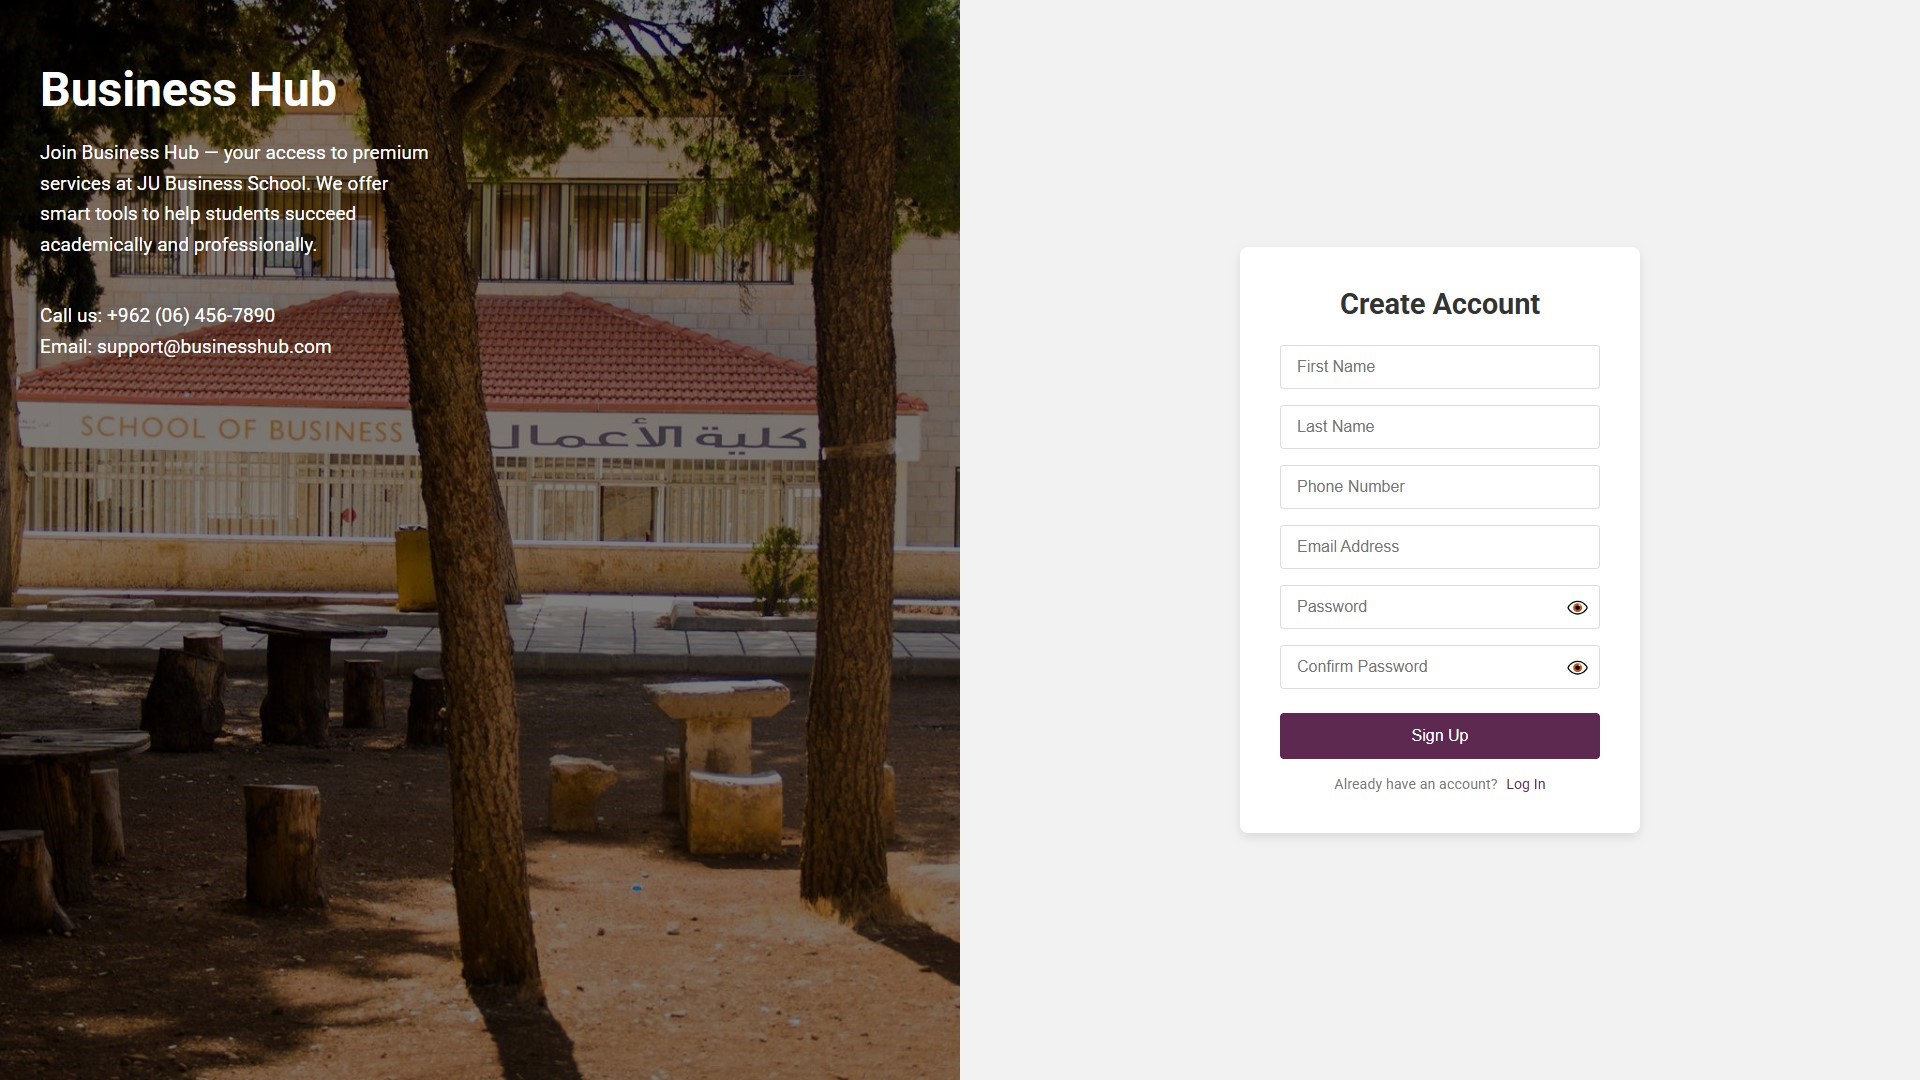 Business Hub
Join Business Hub — your access to premium
services at JU Business School. We offer
smart tools to help students succeed
academically and professionally.
Call us: +962 (06) 456-7890
Email: support@businesshub.com
SCHOOL OF BUSINESS كلية الأعمال
Create Account
First Name
Last Name
Phone Number
Email Address
Password
Confirm Password
Sign Up
Already have an account? Log In